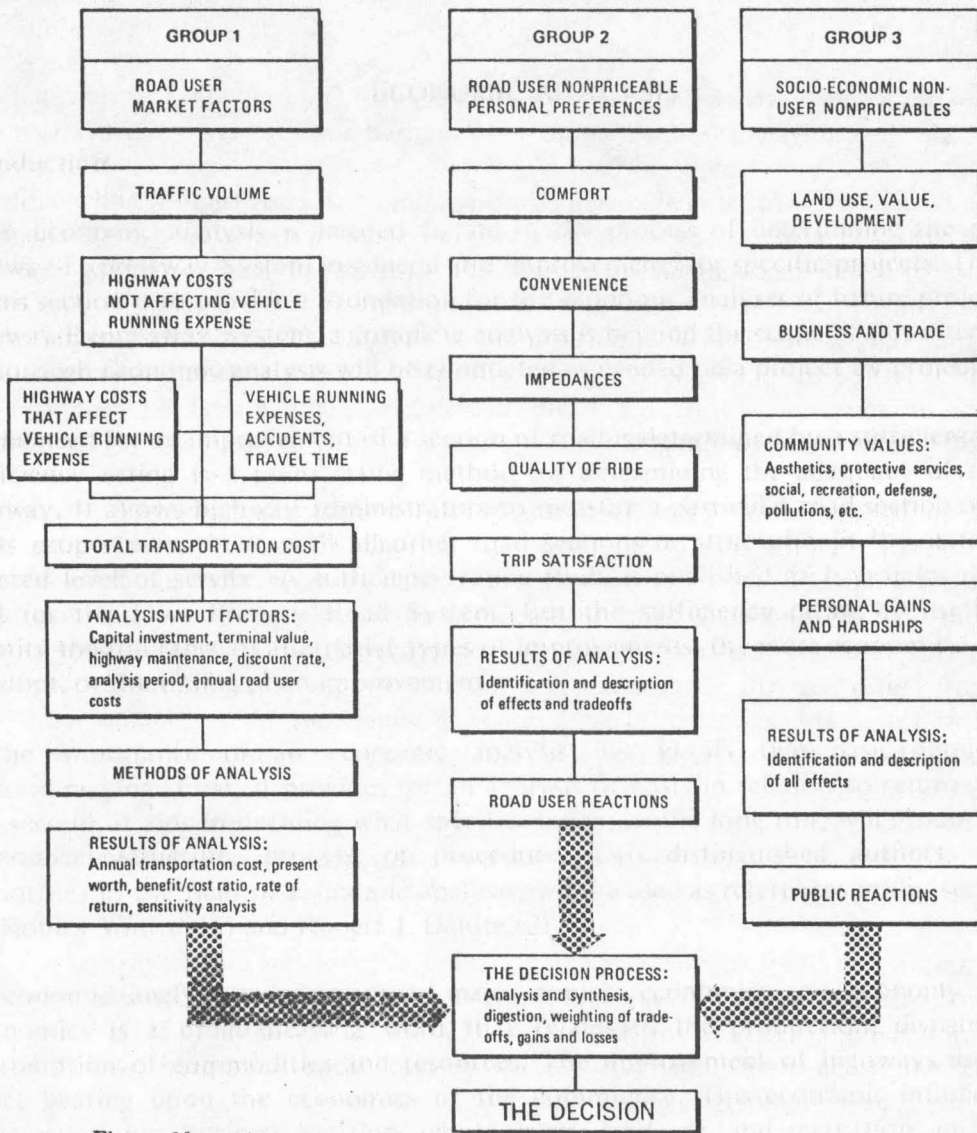 GROUP 1
ROAD USER
MARKET FACTORS
TRAFFIC VOLUME
HIGHWAY COSTS
NOT AFFECTING VEHICLE
RUNNING EXPENSE
HIGHWAY COSTS
THAT AFFECT
VEHICLE RUNNING
EXPENSE
VEHICLE RUNNING
EXPENSES,
ACCIDENTS,
TRAVEL TIME
TOTAL TRANSPORTATION COST
ANALYSIS INPUT FACTORS:
Capital investment, terminal value,
highway maintenance, discount rate,
analysis period, annual road user
costs
METHODS OF ANALYSIS
RESULTS OF ANALYSIS:
Annual transportation cost, present
worth, benefit/cost ratio, rate of
return, sensitivity analysis
GROUP 2
ROAD USER NONPRICEABLE
PERSONAL PREFERENCES
COMFORT
CONVENIENCE
IMPEDANCES
QUALITY OF RIDE
TRIP SATISFACTION
RESULTS OF ANALYSIS:
Identification and description
of effects and tradeoffs
ROAD USER REACTIONS
GROUP 3
SOCIO-ECONOMIC NON-
USER NONPRICEABLES
LAND USE, VALUE,
DEVELOPMENT
BUSINESS AND TRADE
COMMUNITY VALUES:
Aesthetics, protective services,
social, recreation, defense,
pollutions, etc.
PERSONAL GAINS
AND HARDSHIPS
RESULTS OF ANALYSIS:
Identification and description
of all effects
PUBLIC REACTIONS
THE DECISION PROCESS:
Analysis and synthesis,
digestion, weighting of trade-
offs, gains and losses
THE DECISION